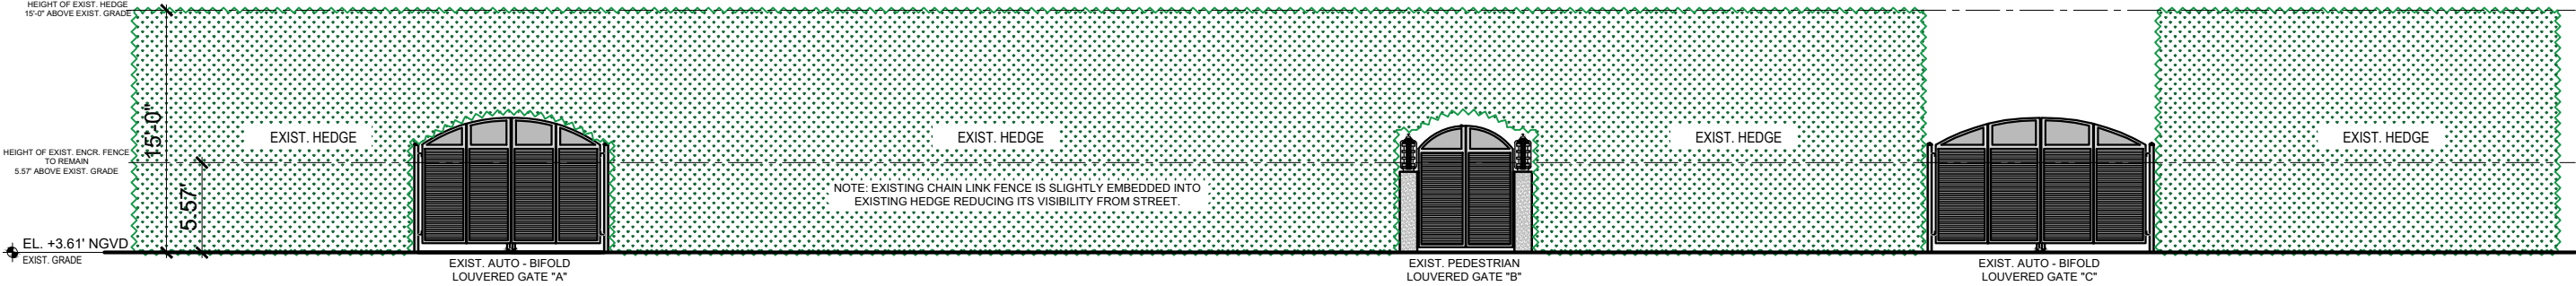 HEIGHT OF EXIST. HEDGE
15'-0" ABOVE EXIST. GRADE
15'-0"
EXIST. HEDGE
EXIST. HEDGE
EXIST. HEDGE
EXIST. HEDGE
HEIGHT OF EXIST. ENCR. FENCE
TO REMAIN
5.57' ABOVE EXIST. GRADE
5.57'
NOTE: EXISTING CHAIN LINK FENCE IS SLIGHTLY EMBEDDED INTO
EXISTING HEDGE REDUCING ITS VISIBILITY FROM STREET.
EL. +3.61' NGVD
EXIST. GRADE
EXIST. AUTO - BIFOLD
LOUVERED GATE "A"
EXIST. PEDESTRIAN
LOUVERED GATE "B"
EXIST. AUTO - BIFOLD
LOUVERED GATE "C"